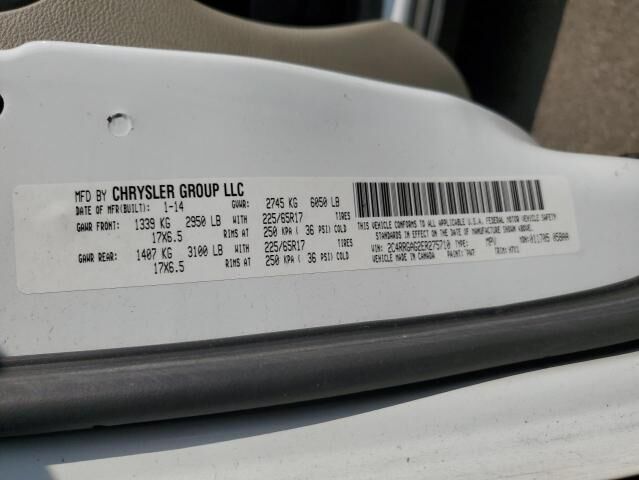 MFD BY CHRYSLER GROUP LLC
DATE OF MFR(BUILT): 1-14 GVWR: 2745 KG 6050 LB
GAWR FRONT: 1339 KG 2950 LB WITH 225/65R17 TIRES
17X6.5 RIMS AT 250 KPA ( 36 PSI) COLD
GAWR REAR: 1407 KG 3100 LB WITH 225/65R17 TIRES
17X6.5 RIMS AT 250 KPA ( 36 PSI) COLD
THIS VEHICLE CONFORMS TO ALL APPLICABLE U.S.A. FEDERAL MOTOR VEHICLE SAFETY
STANDARDS IN EFFECT ON THE DATE OF MANUFACTURE SHOWN ABOVE.
VIN: 2C4RRGAG2ER275710 TYPE: MPV MDH: 011705 058AA
VEHICLE MADE IN CANADA PAINT: PW7 TRIM: